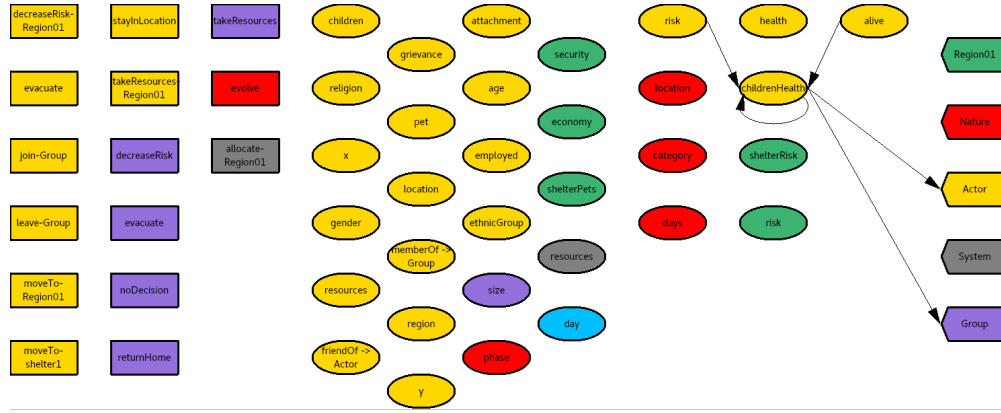 decreaseRisk-
Region01
stayInLocation
takeResources
children
attachment
risk
health
alive
grievance
security
Region01
evacuate
takeResources-
Region01
evolve
religion
age
location
childrenHealth
pet
economy
Nature
join-Group
decreaseRisk
allocate-
Region01
x
employed
category
shelterRisk
location
shelterPets
Actor
leave-Group
evacuate
gender
ethnicGroup
days
risk
memberOf ->
Group
resources
System
moveTo-
Region01
noDecision
resources
size
region
day
Group
moveTo-
shelter1
returnHome
friendOf ->
Actor
phase
y